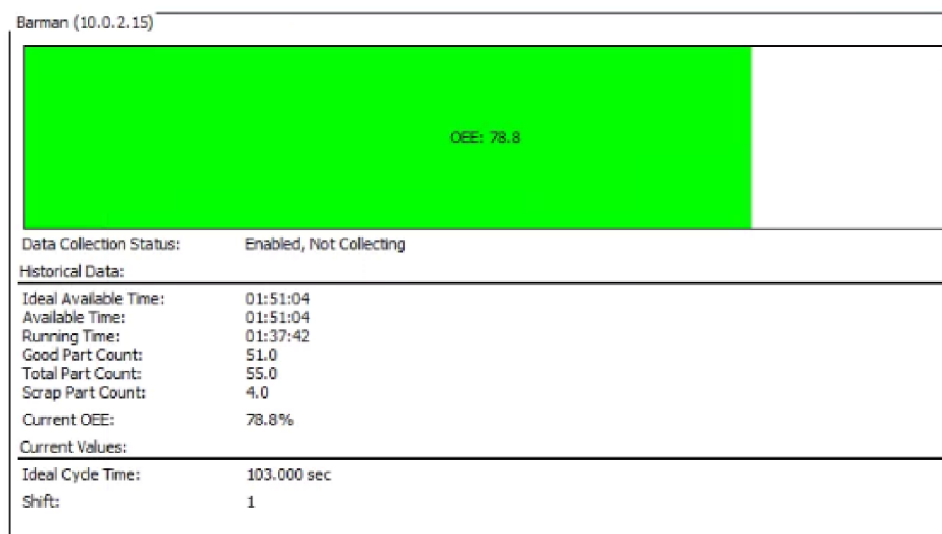 Barman (10.0.2.15)
OEE: 78.8
Data Collection Status: Enabled, Not Collecting
Historical Data:
Ideal Available Time: 01:51:04
Available Time: 01:51:04
Running Time: 01:37:42
Good Part Count: 51.0
Total Part Count: 55.0
Scrap Part Count: 4.0
Current OEE: 78.8%
Current Values:
Ideal Cycle Time: 103.000 sec
Shift: 1